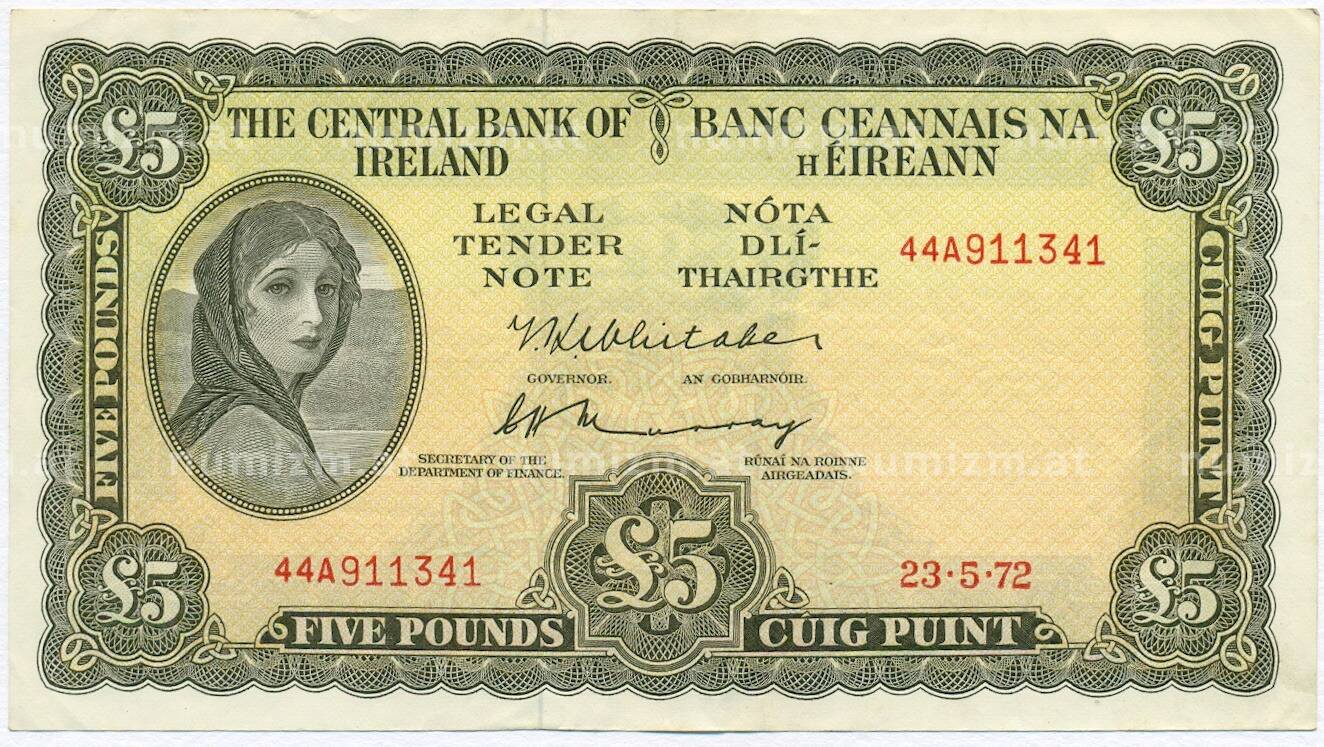 £5
THE CENTRAL BANK OF
IRELAND
BANC CEANNAIS NA
hÉIREANN
£5
LEGAL
TENDER
NOTE
NÓTA
DLÍ-
THAIRGTHE
44A911341
FIVE POUNDS
CÚIG PUINT
T. K. Whitaker
GOVERNOR. AN GOBHARNÓIR.
C H Murray
SECRETARY OF THE
DEPARTMENT OF FINANCE.
RÚNAÍ NA ROINNE
AIRGEADAIS.
44A911341
£5
23·5·72
£5
FIVE POUNDS
CÚIG PUINT
£5
numizm.at